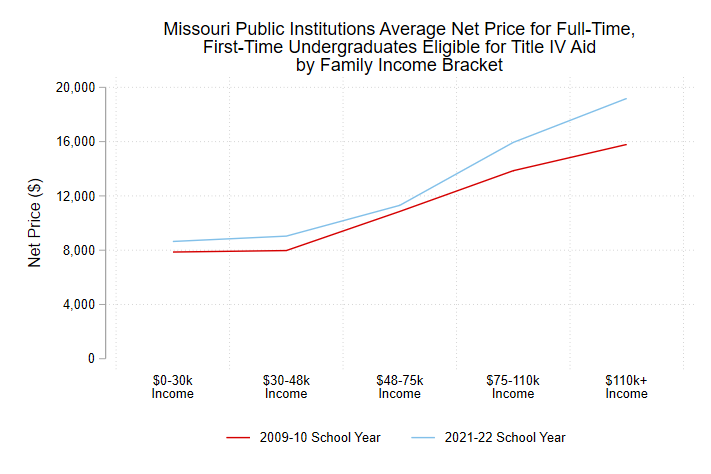 Missouri Public Institutions Average Net Price for Full-Time,
First-Time Undergraduates Eligible for Title IV Aid
by Family Income Bracket
Net Price ($)
20,000
16,000
12,000
8,000
4,000
0
$0-30k
Income
$30-48k
Income
$48-75k
Income
$75-110k
Income
$110k+
Income
2009-10 School Year
2021-22 School Year